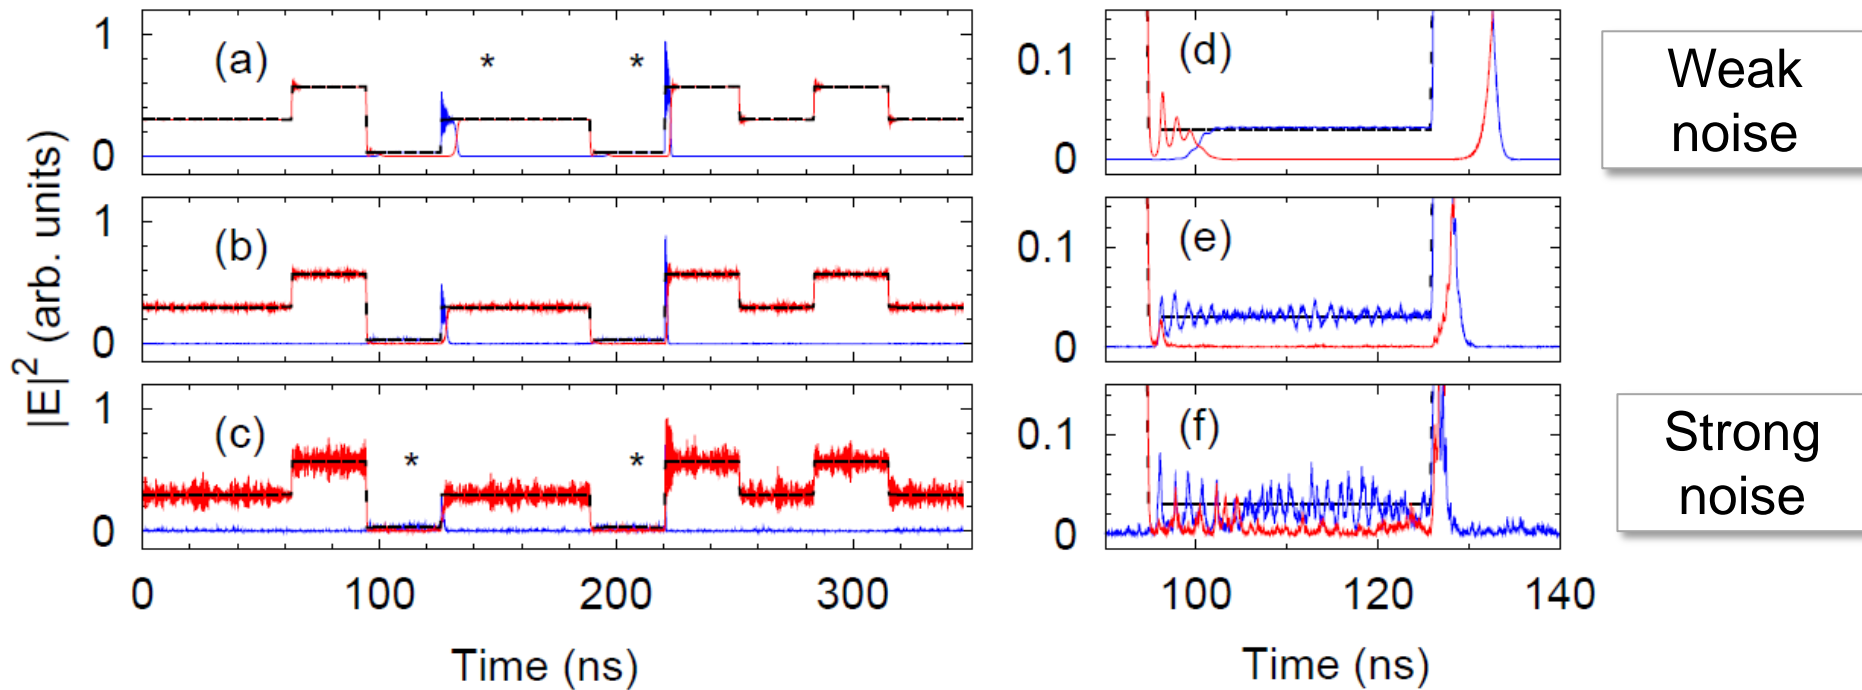 |E|² (arb. units)
1
0
(a)
*
*
1
0
(b)
1
0
(c)
*
*
0
100
200
300
Time (ns)
0.1
0
(d)
0.1
0
(e)
0.1
0
(f)
100
120
140
Time (ns)
Weak
noise
Strong
noise